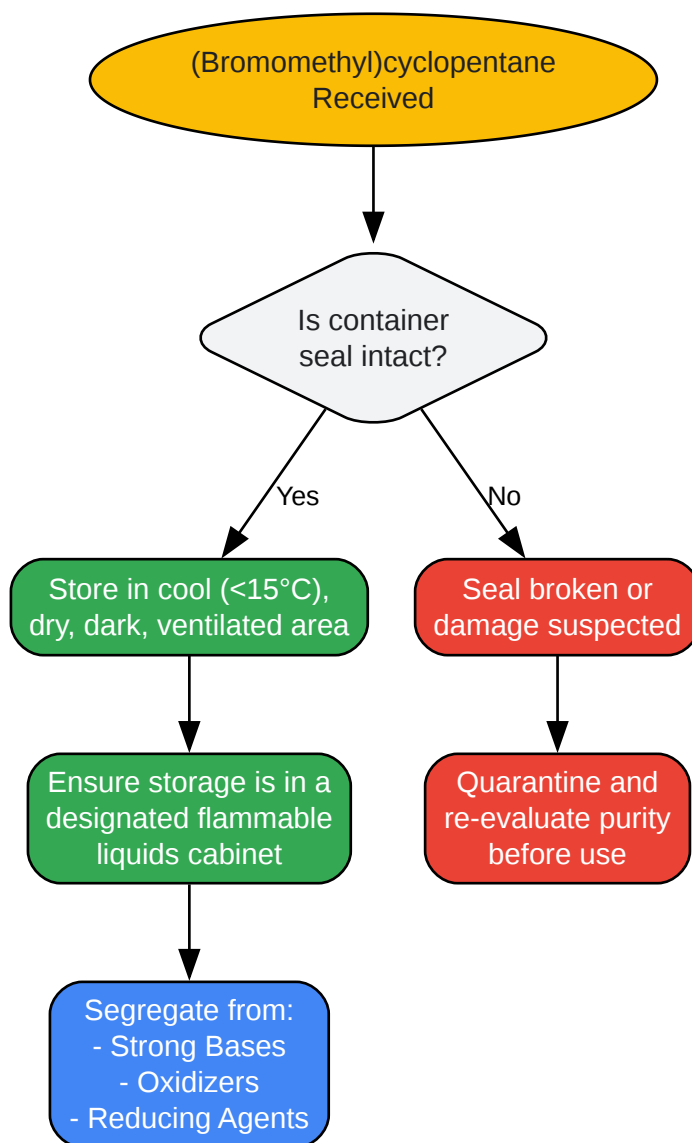 (Bromomethyl)cyclopentane
Received
Is container
seal intact?
Yes
No
Store in cool (<15°C),
dry, dark, ventilated area
Seal broken or
damage suspected
Ensure storage is in a
designated flammable
liquids cabinet
Quarantine and
re-evaluate purity
before use
Segregate from:
- Strong Bases
- Oxidizers
- Reducing Agents